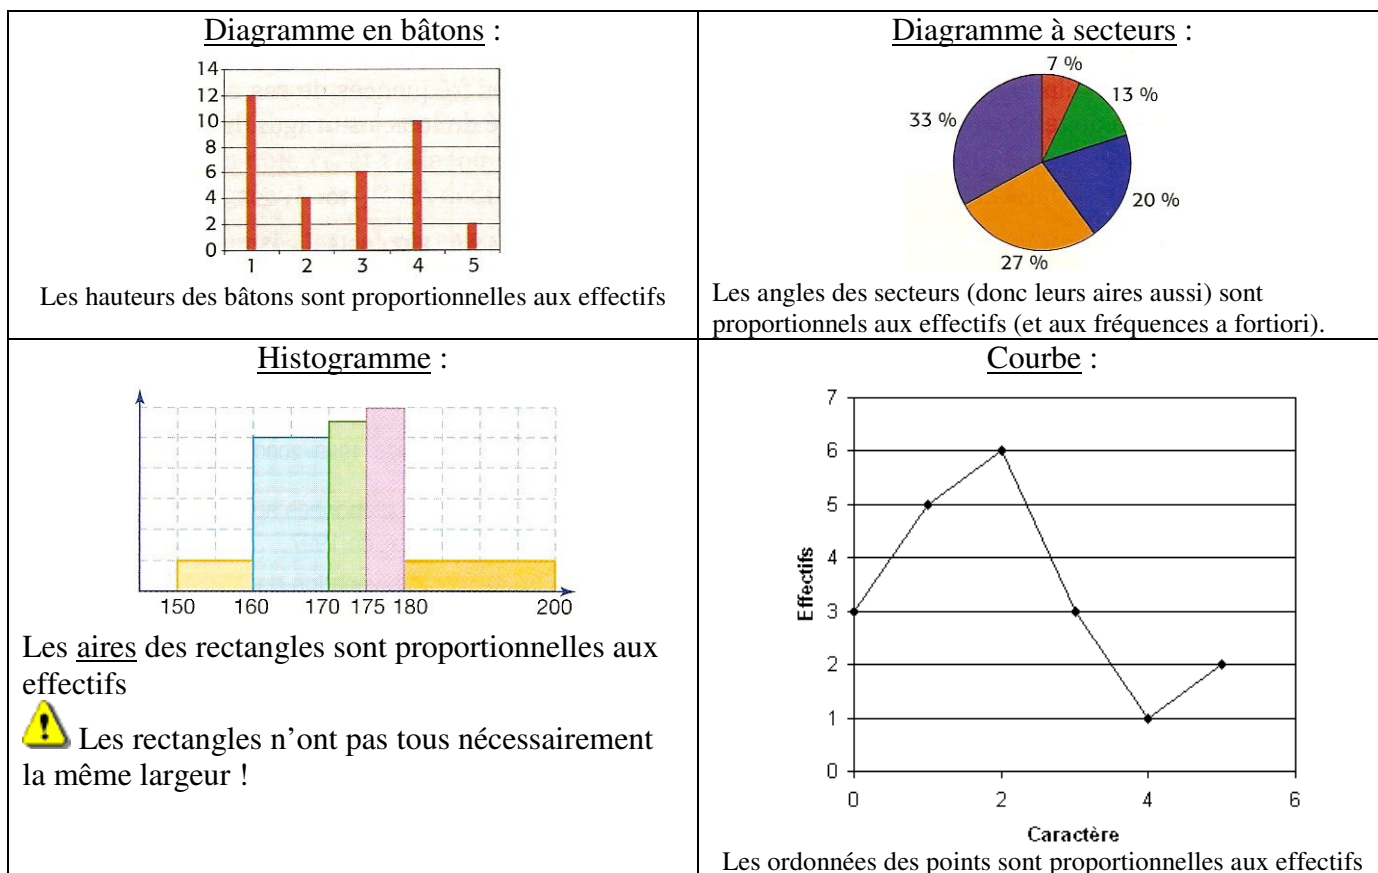 Diagramme en bâtons :
14
12
10
8
6
4
2
0
1 2 3 4 5
Les hauteurs des bâtons sont proportionnelles aux effectifs
Diagramme à secteurs :
7 %
13 %
33 %
20 %
27 %
Les angles des secteurs (donc leurs aires aussi) sont
proportionnels aux effectifs (et aux fréquences a fortiori).
Histogramme :
150 160 170 175 180 200
Les aires des rectangles sont proportionnelles aux
effectifs
! Les rectangles n’ont pas tous nécessairement
la même largeur !
Courbe :
7
6
5
4
3
2
1
0
Effectifs
0 2 4 6
Caractère
Les ordonnées des points sont proportionnelles aux effectifs